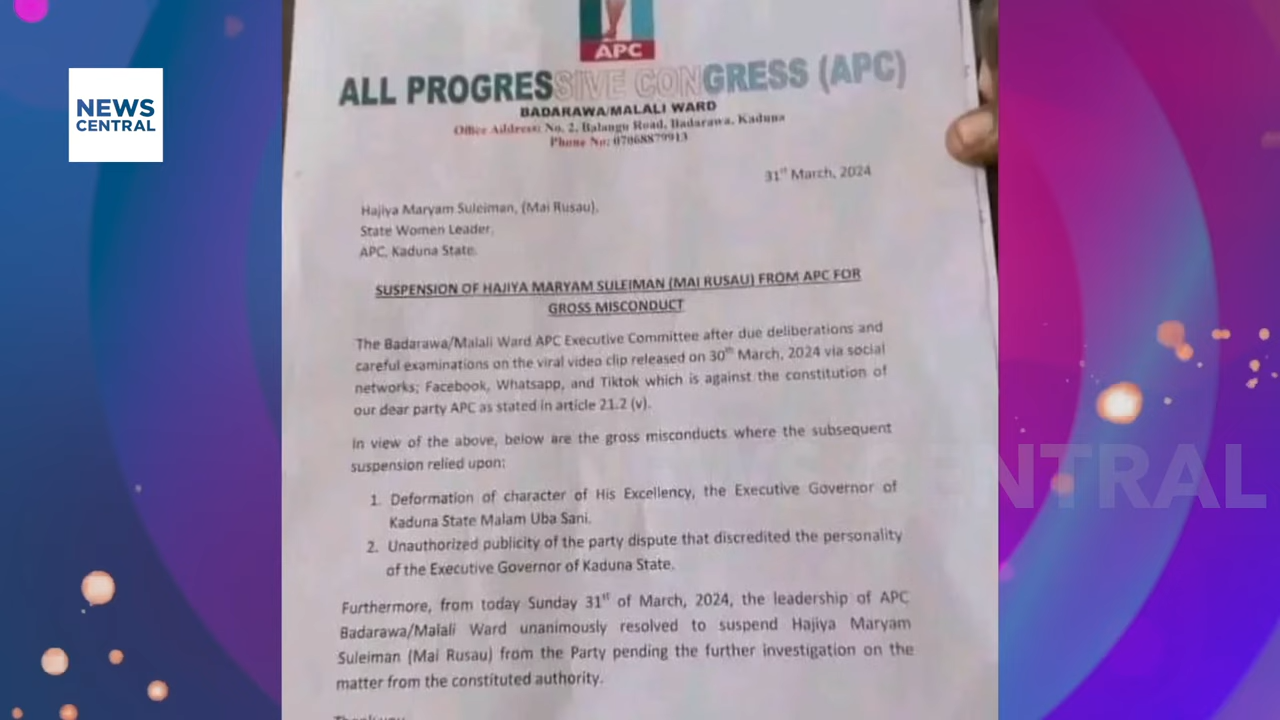 NEWS
CENTRAL
APC
ALL PROGRESSIVE CONGRESS (APC)
BADARAWA/MALALI WARD
Office Address: No. 2, Balangu Road, Badarawa, Kaduna
Phone No: 07068879913
31st March, 2024
Hajiya Maryam Suleiman, (Mai Rusau),
State Women Leader,
APC, Kaduna State.
SUSPENSION OF HAJIYA MARYAM SULEIMAN (MAI RUSAU) FROM APC FOR
GROSS MISCONDUCT
The Badarawa/Malali Ward APC Executive Committee after due deliberations and
careful examinations on the viral video clip released on 30th March, 2024 via social
networks; Facebook, Whatsapp, and Tiktok which is against the constitution of
our dear party APC as stated in article 21.2 (v).
In view of the above, below are the gross misconducts where the subsequent
suspension relied upon;
1. Deformation of character of His Excellency, the Executive Governor of
Kaduna State Malam Uba Sani.
2. Unauthorized publicity of the party dispute that discredited the personality
of the Executive Governor of Kaduna State.
Furthermore, from today Sunday 31st of March, 2024, the leadership of APC
Badarawa/Malali Ward unanimously resolved to suspend Hajiya Maryam
Suleiman (Mai Rusau) from the Party pending the further investigation on the
matter from the constituted authority.
Thank you
NEWS CENTRAL